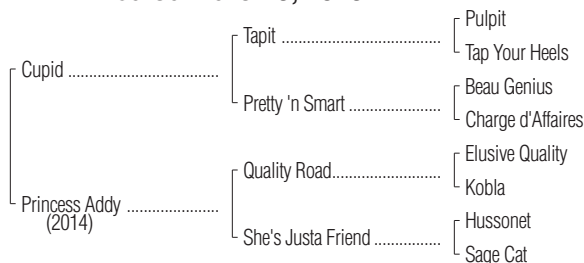 Pulpit
Tapit
Tap Your Heels
Cupid
Beau Genius
Pretty 'n Smart
Charge d'Affaires
Elusive Quality
Quality Road
Kobla
Princess Addy
(2014)
Hussonet
She's Justa Friend
Sage Cat